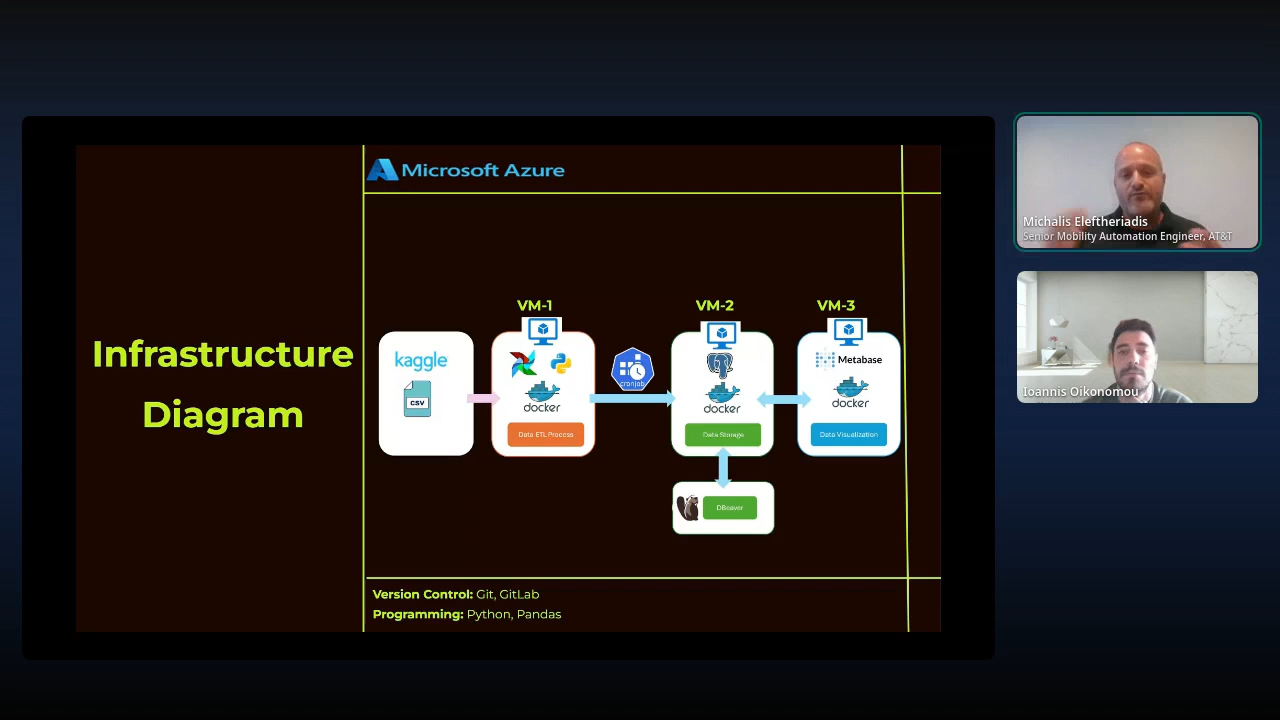 Microsoft Azure
Infrastructure
Diagram
VM-1
VM-2
VM-3
kaggle
CSV
docker
Data ETL Process
cronjob
docker
Data Storage
Metabase
docker
Data Visualization
DBeaver
Version Control: Git, GitLab
Programming: Python, Pandas
Michalis Eleftheriadis
Senior Mobility Automation Engineer, AT&T
Ioannis Oikonomou